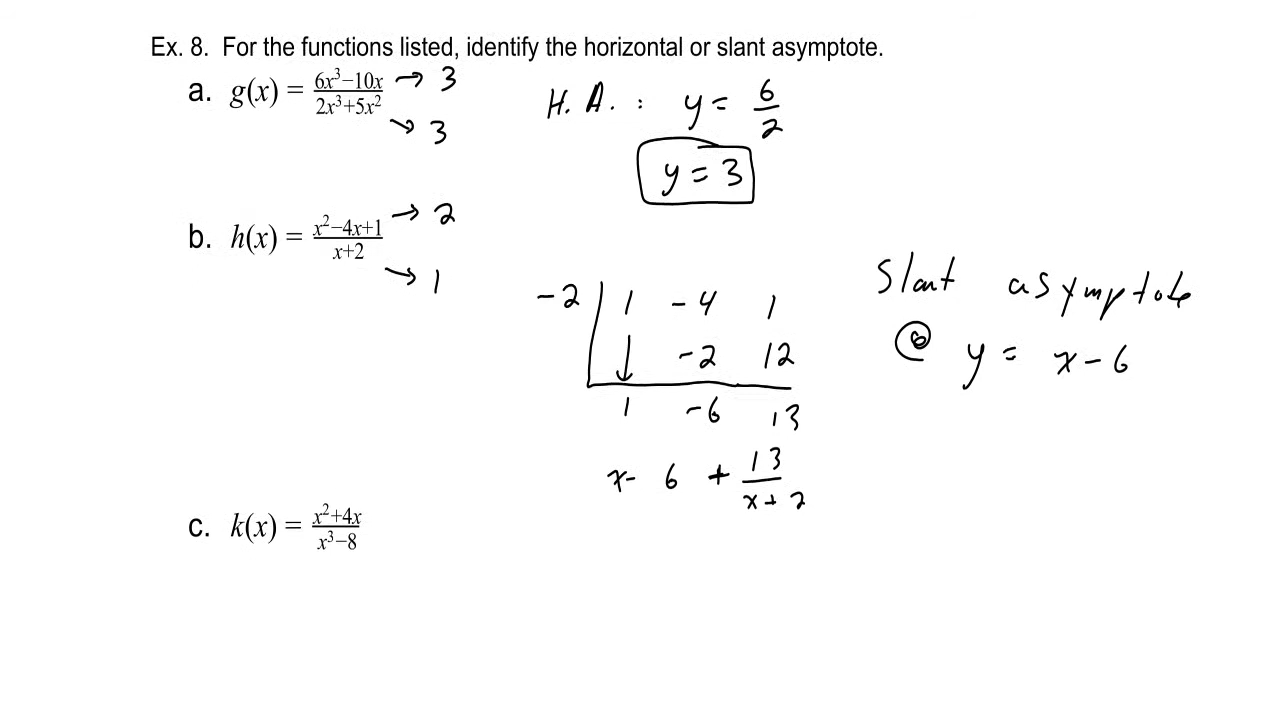 Ex. 8. For the functions listed, identify the horizontal or slant asymptote.
a. g(x) = (6x³−10x)/(2x³+5x²) → 3
→ 3
H. A. : y = 6/2
y = 3
b. h(x) = (x²−4x+1)/(x+2) → 2
→ 1
-2 | 1 -4 1
↓ -2 12
1 -6 13
x - 6 + 13/(x+2)
Slant asymptote
@ y = x - 6
c. k(x) = (x²+4x)/(x³−8)